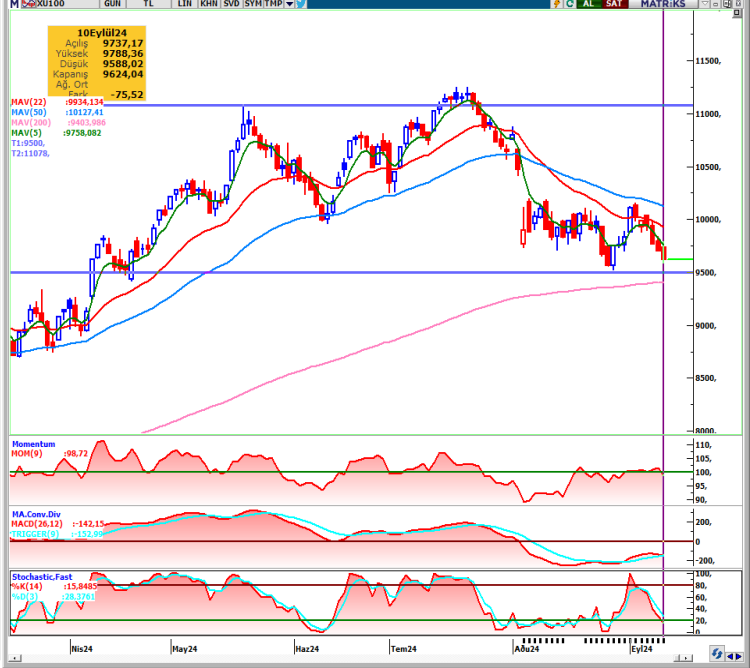 M XU100 GÜN TL LIN KHN SVD SYM TMP AL SAT MATRİKS
10Eylül24
Açılış 9737,17
Yüksek 9788,36
Düşük 9588,02
Kapanış 9624,04
Ağ. Ort
Fark -75,52
MAV(22) :9934,134
MAV(50) :10127,41
MAV(200) :9403,986
MAV(5) :9758,082
T1:9500,
T2:11078,
11500,
11000,
10500,
10000,
9500,
9000,
8500,
8000,
Momentum
MOM(9) :98,72
110,
105,
100,
95,
90,
MA.Conv.Div
MACD(26,12) :-142,15
TRIGGER(9) :-152,89
200,
0
-200,
Stochastic,Fast
%K(14) :15,8485
%D(3) :28,3761
100,
80,
60,
40,
20,
0
Nis24 May24 Haz24 Tem24 Aðu24 Eyl24